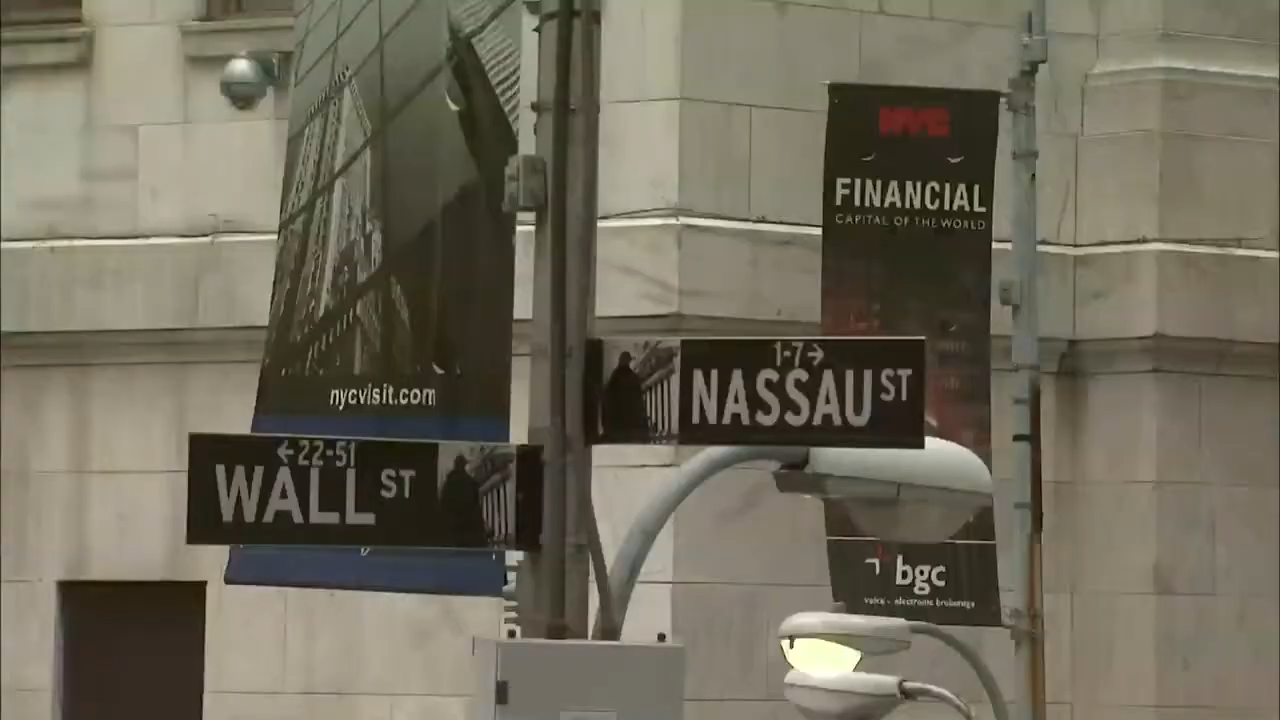 NYC
FINANCIAL
CAPITAL OF THE WORLD
nycvisit.com
1-7→
NASSAU ST
←22-51
WALL ST
bgc
voice - electronic brokerage